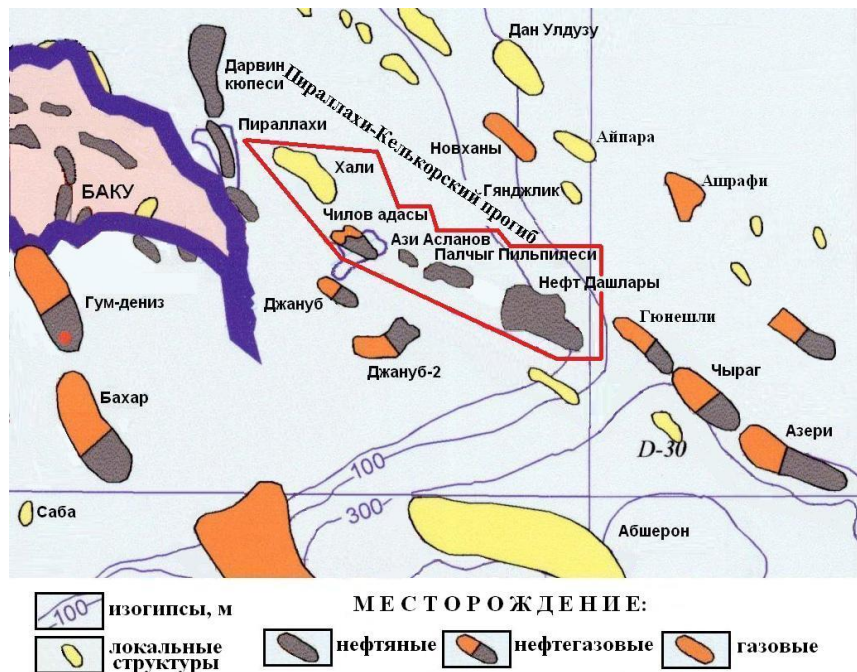 Дан Улдузу
Дарвин
кюпеси
Пираллахи-Келькорский прогиб
Пираллахи
Новханы
Айпара
Хали
Гянджлик
Ашрафи
БАКУ
Чилов адасы
Ази Асланов
Палчыг Пильпилеси
Нефт Дашлары
Гум-дениз
Джануб
Гюнешли
Джануб-2
Чыраг
Бахар
Азери
D-30
100
300
Саба
Абшерон
МЕСТОРОЖДЕНИЕ:
100
изогипсы, м
локальные
структуры
нефтяные
нефтегазовые
газовые